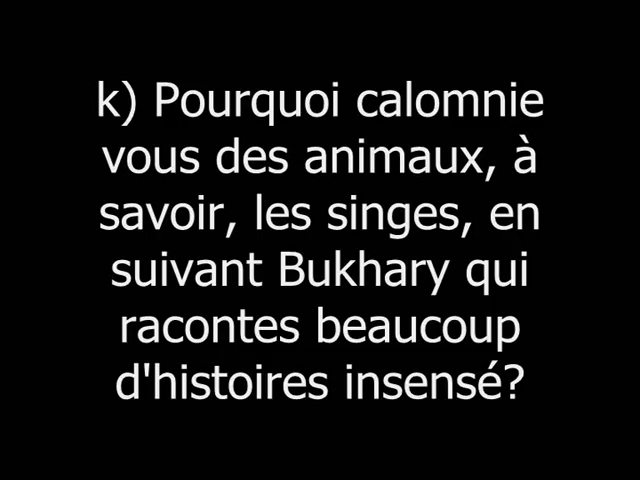 k) Pourquoi calomnie
vous des animaux, à
savoir, les singes, en
suivant Bukhary qui
racontes beaucoup
d'histoires insensé?